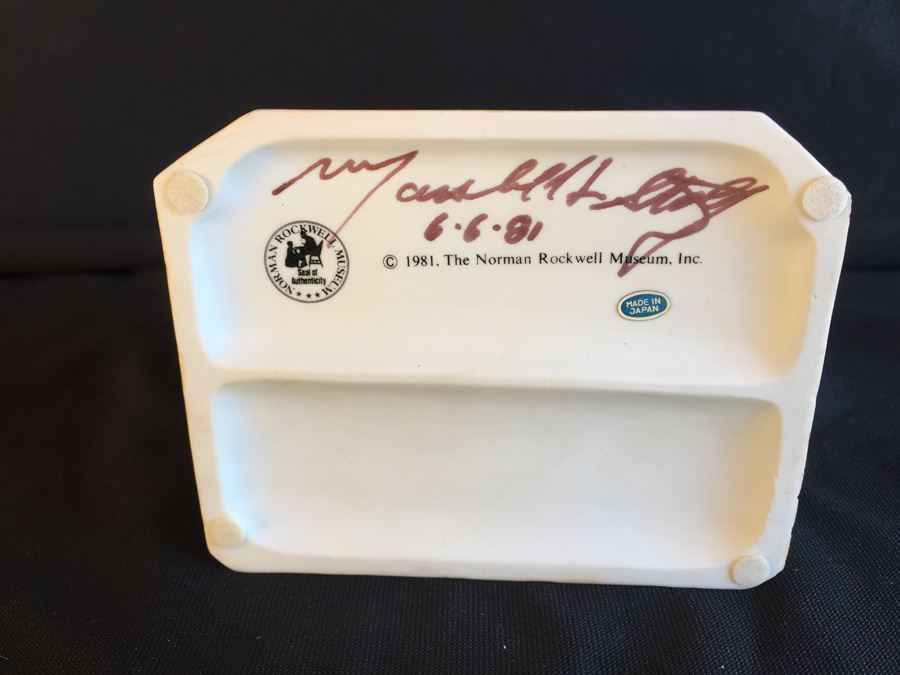 6·6·81
NORMAN ROCKWELL MUSEUM
Seal of
Authenticity
© 1981, The Norman Rockwell Museum, Inc.
MADE IN
JAPAN